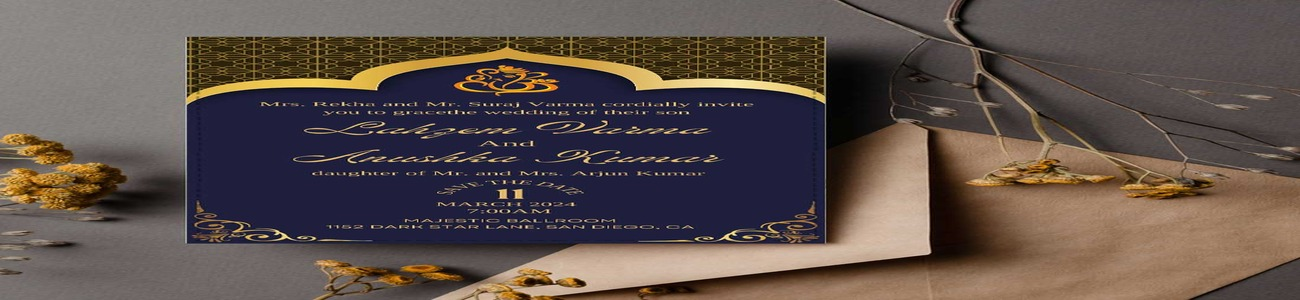 Mrs. Rekha and Mr. Suraj Varma cordially invite
you to gracethe wedding of their son
Lakzem Varma
And
Anushka Kumar
daughter of Mr. and Mrs. Arjun Kumar
SAVE THE DATE
11
MARCH 2024
7:00AM
MAJESTIC BALLROOM
1152 DARK STAR LANE, SAN DIEGO, CA